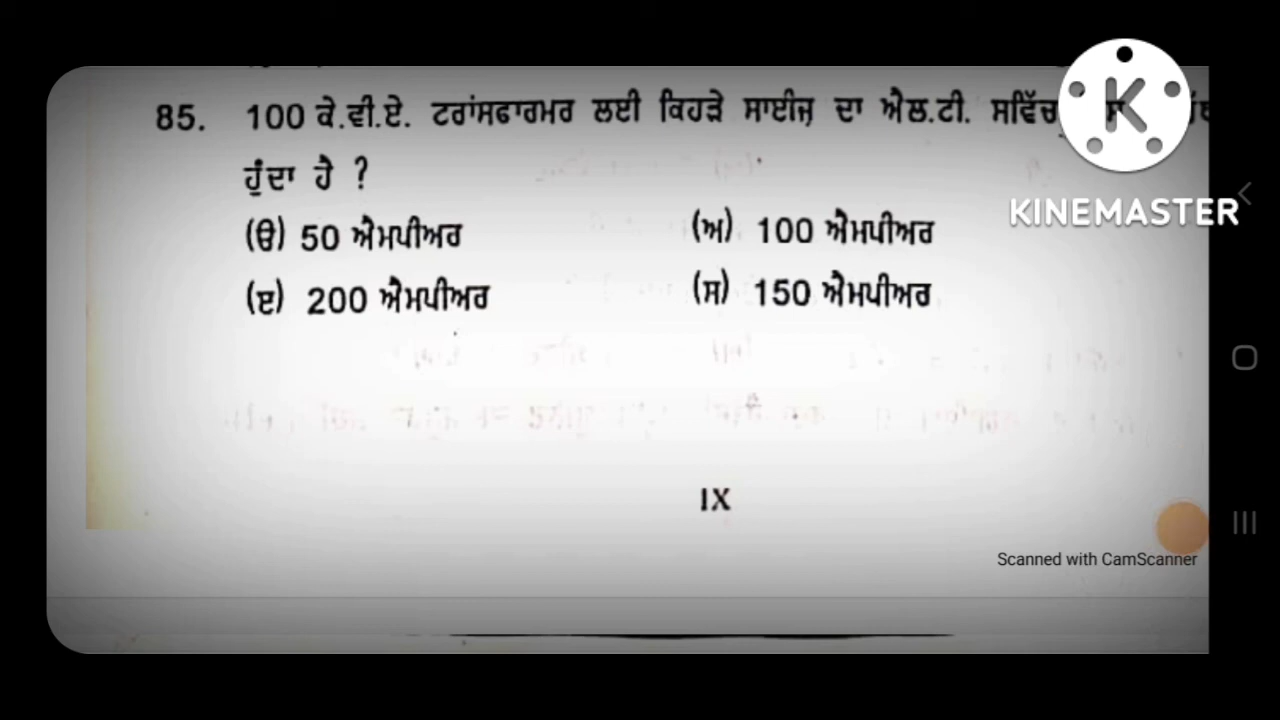 85. 100 ਕੇ.ਵੀ.ਏ. ਟਰਾਂਸਫਾਰਮਰ ਲਈ ਕਿਹੜੇ ਸਾਈਜ਼ ਦਾ ਐਲ.ਟੀ. ਸਵਿੱਚ
ਹੁੰਦਾ ਹੈ ?
(ੳ) 50 ਐਮਪੀਅਰ (ਅ) 100 ਐਮਪੀਅਰ
(ੲ) 200 ਐਮਪੀਅਰ (ਸ) 150 ਐਮਪੀਅਰ
IX
Scanned with CamScanner
K
KINEMASTER